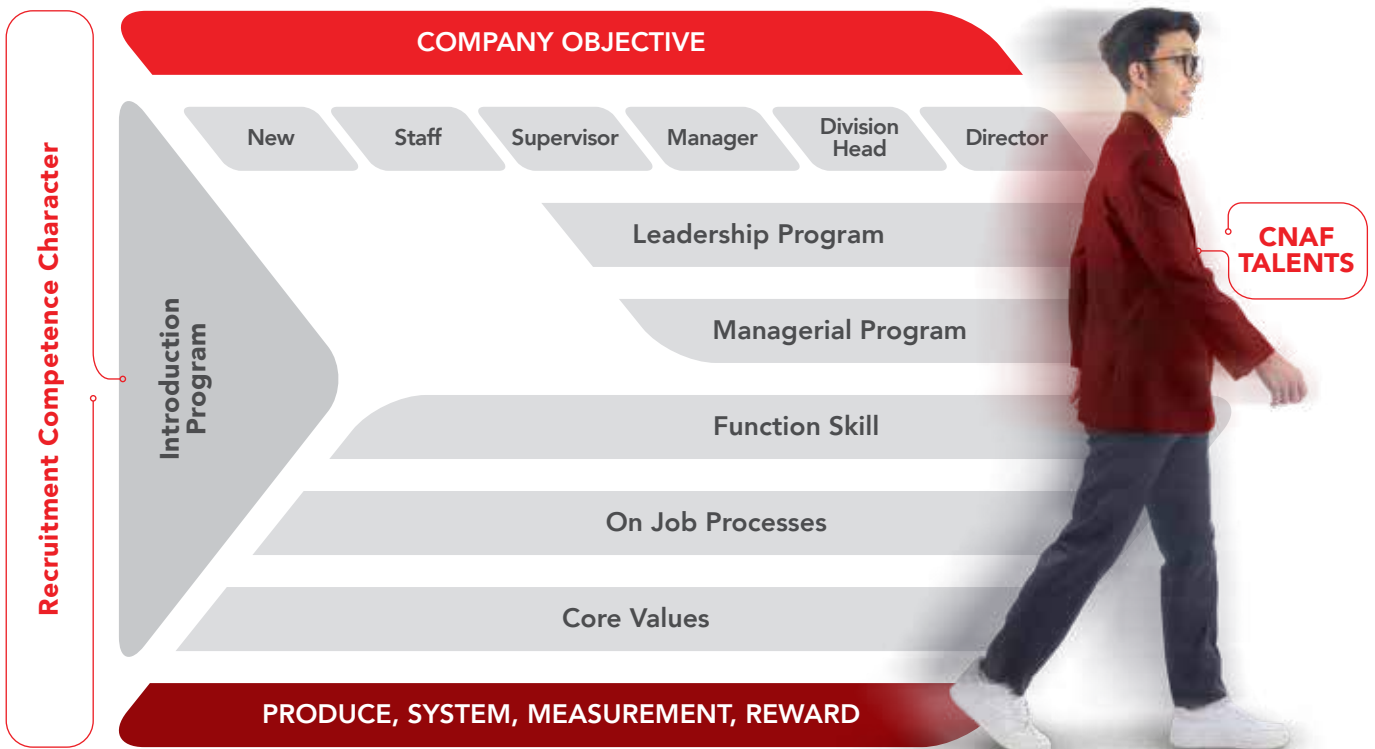 COMPANY OBJECTIVE
Recruitment Competence Character
Introduction
Program
New
Staff
Supervisor
Manager
Division
Head
Director
Leadership Program
CNAF
TALENTS
Managerial Program
Function Skill
On Job Processes
Core Values
PRODUCE, SYSTEM, MEASUREMENT, REWARD